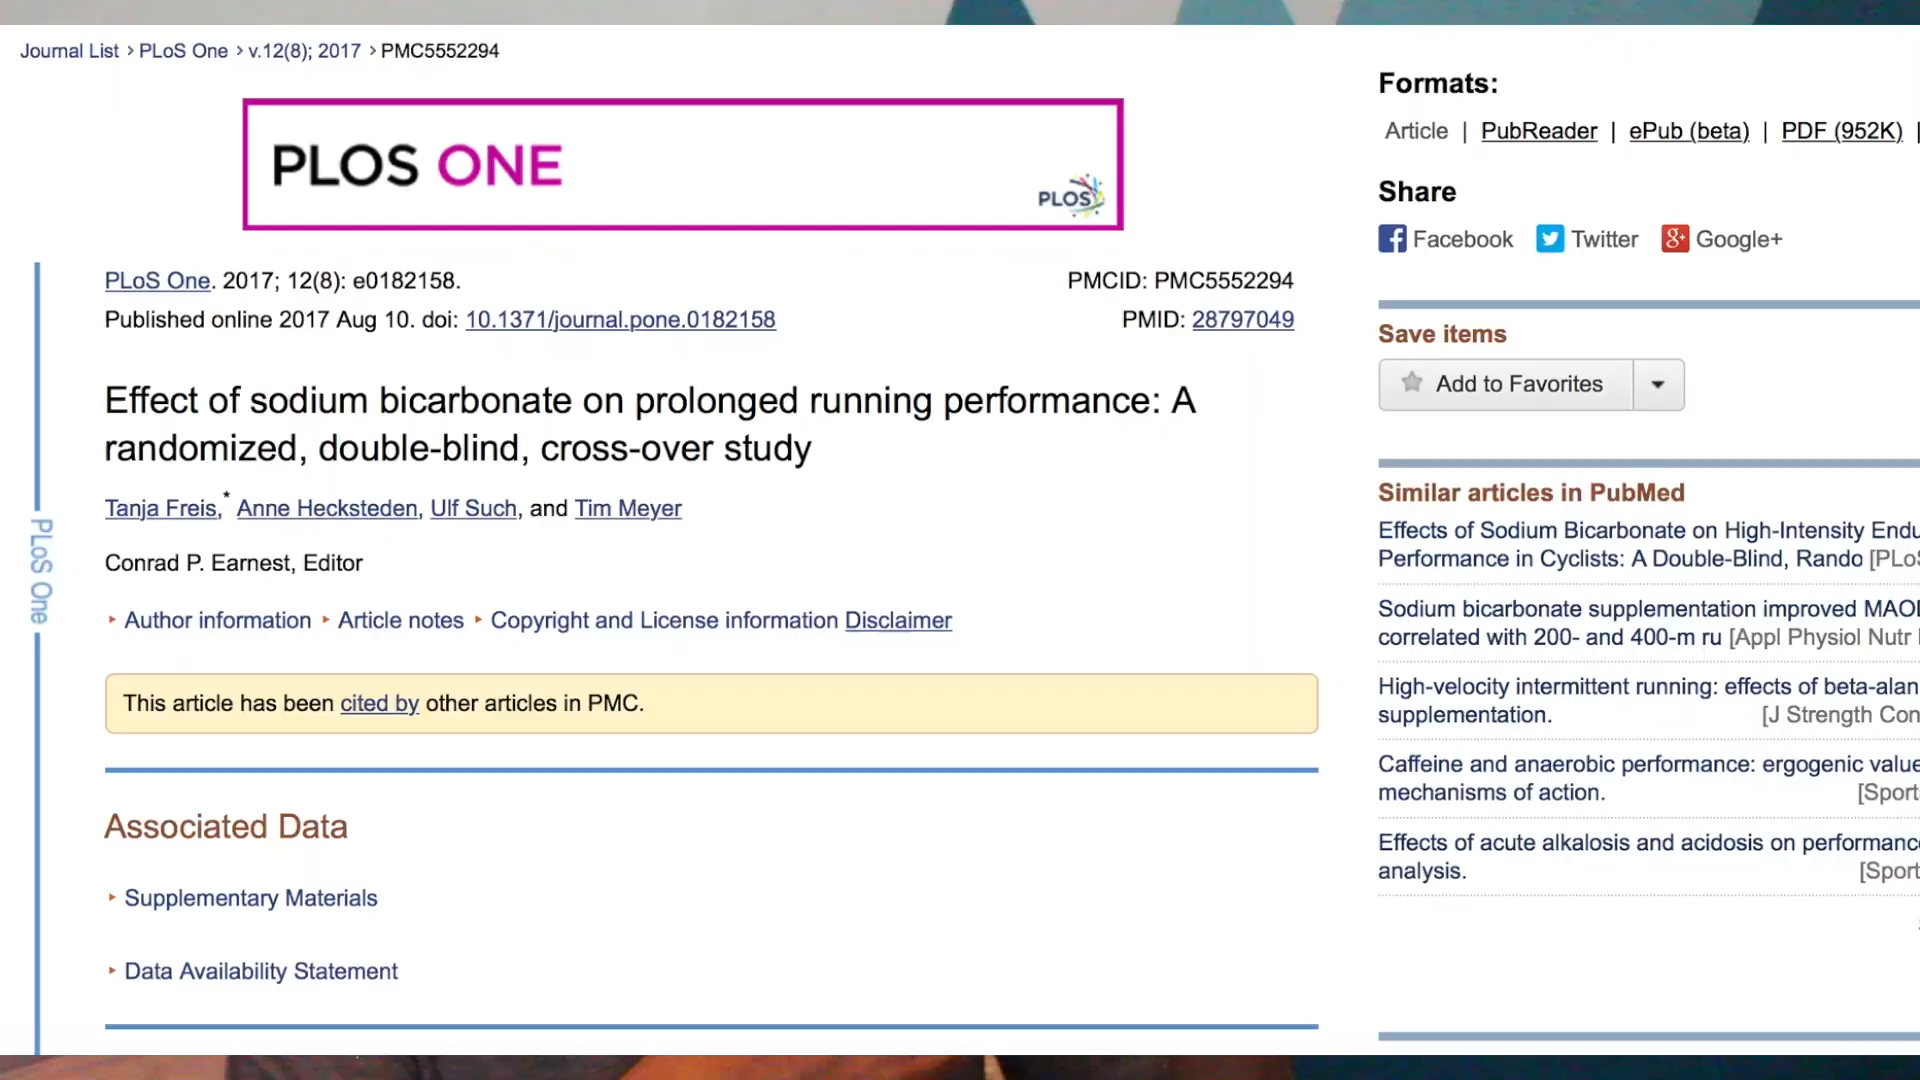 Journal List > PLoS One > v.12(8); 2017 > PMC5552294
PLOS ONE
PLOS
PLoS One. 2017; 12(8): e0182158.
PMCID: PMC5552294
Published online 2017 Aug 10. doi: 10.1371/journal.pone.0182158
PMID: 28797049
Effect of sodium bicarbonate on prolonged running performance: A
randomized, double-blind, cross-over study
Tanja Freis,* Anne Hecksteden, Ulf Such, and Tim Meyer
Conrad P. Earnest, Editor
Author information Article notes Copyright and License information Disclaimer
This article has been cited by other articles in PMC.
Associated Data
Supplementary Materials
Data Availability Statement
PLoS One
Formats:
Article | PubReader | ePub (beta) | PDF (952K) |
Share
Facebook Twitter Google+
Save items
Add to Favorites
Similar articles in PubMed
Effects of Sodium Bicarbonate on High-Intensity Endu
Performance in Cyclists: A Double-Blind, Rando [PLoS
Sodium bicarbonate supplementation improved MAOD
correlated with 200- and 400-m ru [Appl Physiol Nutr
High-velocity intermittent running: effects of beta-alan
supplementation. [J Strength Con
Caffeine and anaerobic performance: ergogenic value
mechanisms of action. [Sport
Effects of acute alkalosis and acidosis on performance
analysis. [Sport